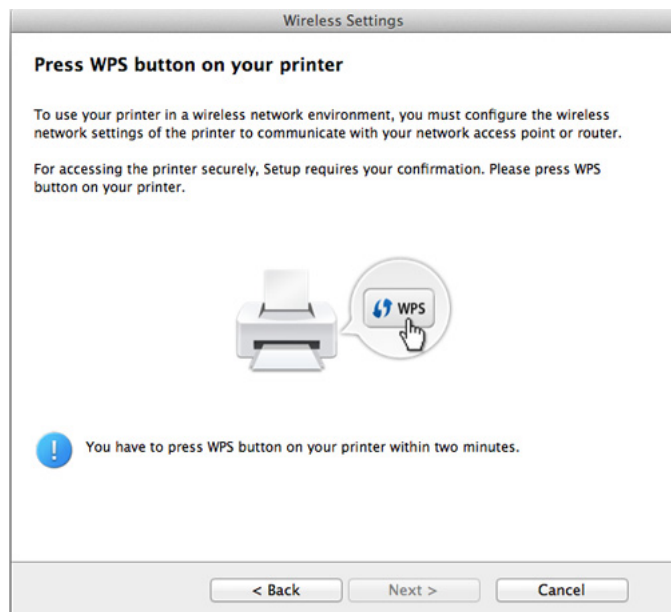 Wireless Settings
Press WPS button on your printer
To use your printer in a wireless network environment, you must configure the wireless
network settings of the printer to communicate with your network access point or router.
For accessing the printer securely, Setup requires your confirmation. Please press WPS
button on your printer.
WPS
! You have to press WPS button on your printer within two minutes.
< Back Next > Cancel